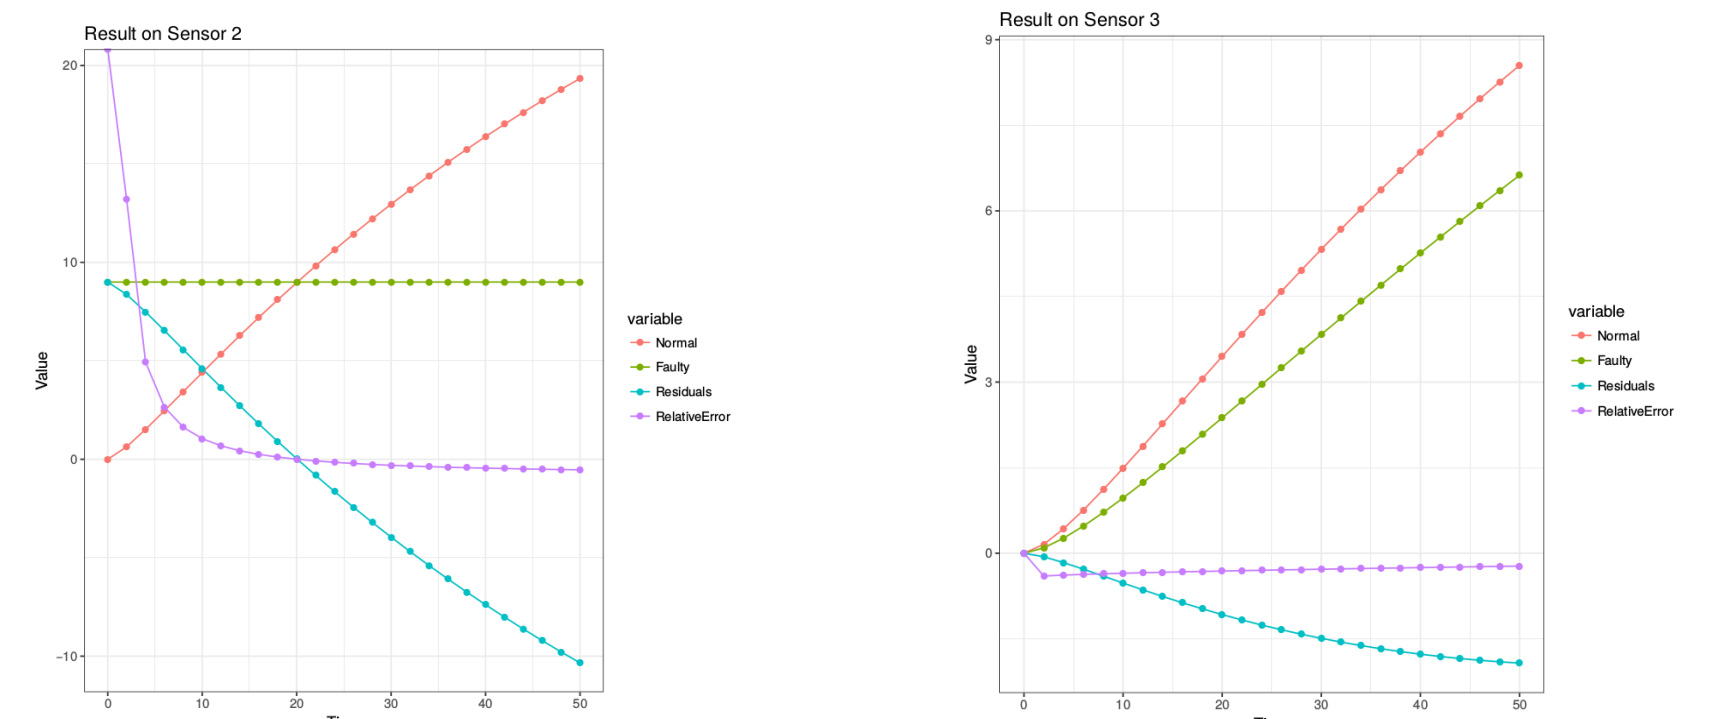 Result on Sensor 2
20
10
0
−10
Value
0 10 20 30 40 50
variable
Normal
Faulty
Residuals
RelativeError
Result on Sensor 3
9
6
3
0
Value
0 10 20 30 40 50
variable
Normal
Faulty
Residuals
RelativeError